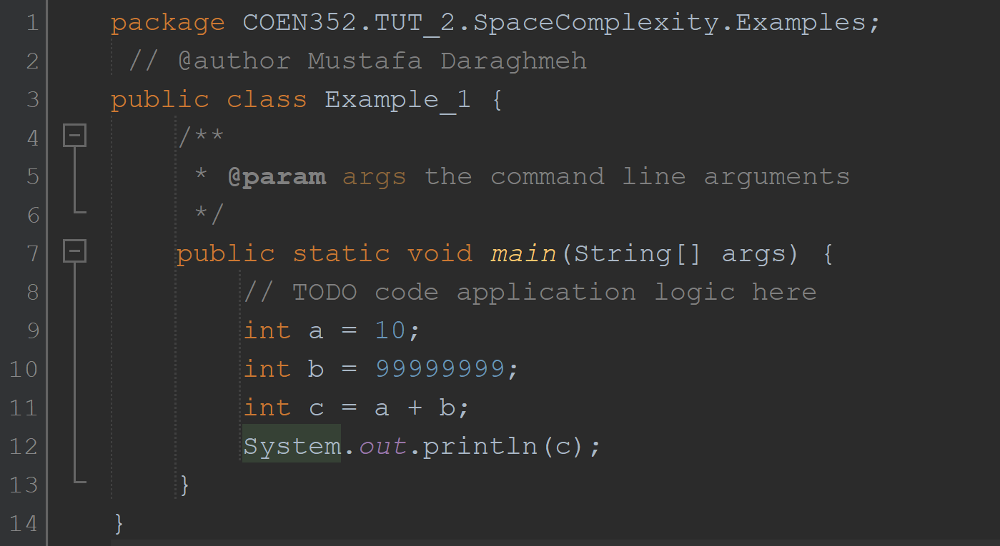 1 package COEN352.TUT_2.SpaceComplexity.Examples;
2 // @author Mustafa Daraghmeh
3 public class Example_1 {
4 /**
5 * @param args the command line arguments
6 */
7 public static void main(String[] args) {
8 // TODO code application logic here
9 int a = 10;
10 int b = 99999999;
11 int c = a + b;
12 System.out.println(c);
13 }
14 }